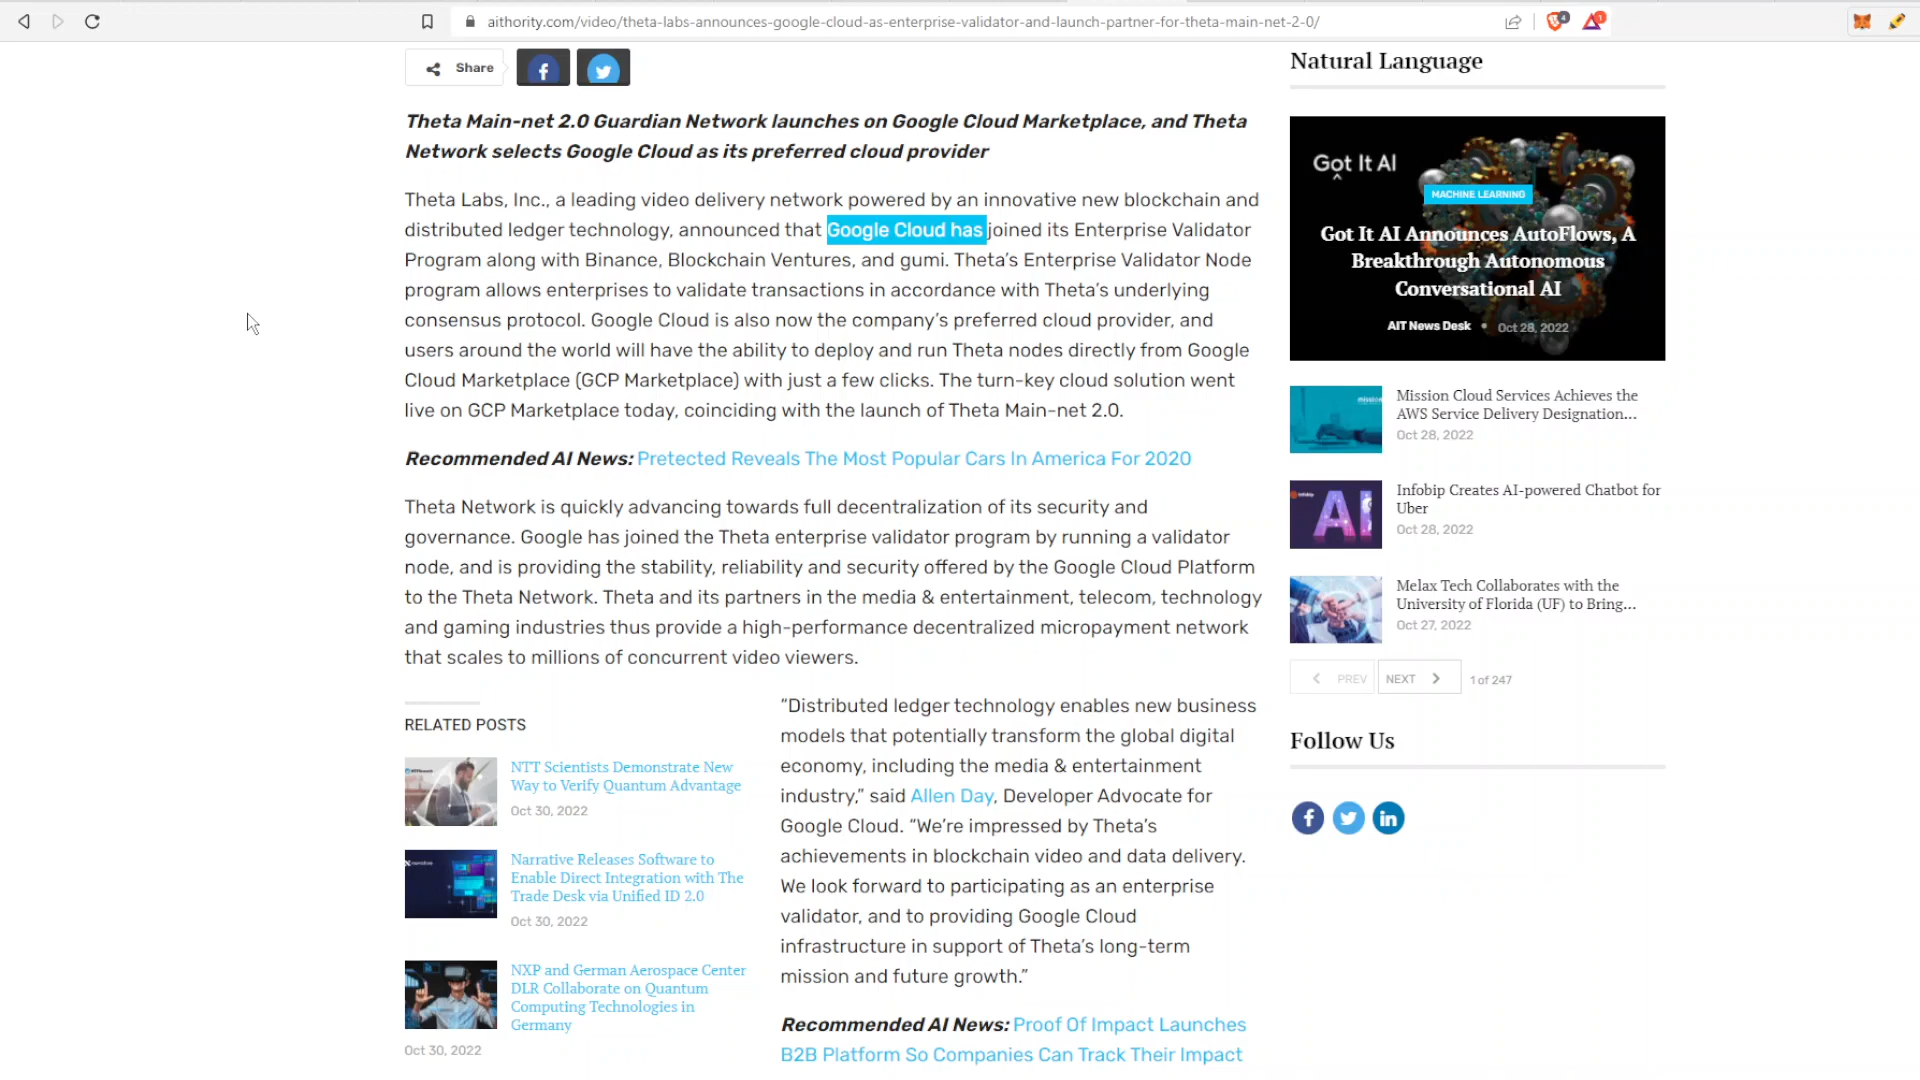 aithority.com/video/theta-labs-announces-google-cloud-as-enterprise-validator-and-launch-partner-for-theta-main-net-2-0/
4
1
Share
Theta Main-net 2.0 Guardian Network launches on Google Cloud Marketplace, and Theta
Network selects Google Cloud as its preferred cloud provider
Theta Labs, Inc., a leading video delivery network powered by an innovative new blockchain and
distributed ledger technology, announced that Google Cloud has joined its Enterprise Validator
Program along with Binance, Blockchain Ventures, and gumi. Theta’s Enterprise Validator Node
program allows enterprises to validate transactions in accordance with Theta’s underlying
consensus protocol. Google Cloud is also now the company’s preferred cloud provider, and
users around the world will have the ability to deploy and run Theta nodes directly from Google
Cloud Marketplace (GCP Marketplace) with just a few clicks. The turn-key cloud solution went
live on GCP Marketplace today, coinciding with the launch of Theta Main-net 2.0.
Recommended AI News: Pretected Reveals The Most Popular Cars In America For 2020
Theta Network is quickly advancing towards full decentralization of its security and
governance. Google has joined the Theta enterprise validator program by running a validator
node, and is providing the stability, reliability and security offered by the Google Cloud Platform
to the Theta Network. Theta and its partners in the media & entertainment, telecom, technology
and gaming industries thus provide a high-performance decentralized micropayment network
that scales to millions of concurrent video viewers.
RELATED POSTS
NTT Scientists Demonstrate New
Way to Verify Quantum Advantage
Oct 30, 2022
Narrative Releases Software to
Enable Direct Integration with The
Trade Desk via Unified ID 2.0
Oct 30, 2022
NXP and German Aerospace Center
DLR Collaborate on Quantum
Computing Technologies in
Germany
Oct 30, 2022
“Distributed ledger technology enables new business
models that potentially transform the global digital
economy, including the media & entertainment
industry,” said Allen Day, Developer Advocate for
Google Cloud. “We’re impressed by Theta’s
achievements in blockchain video and data delivery.
We look forward to participating as an enterprise
validator, and to providing Google Cloud
infrastructure in support of Theta’s long-term
mission and future growth.”
Recommended AI News: Proof Of Impact Launches
B2B Platform So Companies Can Track Their Impact
Natural Language
Got It AI
MACHINE LEARNING
Got It AI Announces AutoFlows, A
Breakthrough Autonomous
Conversational AI
AIT News Desk • Oct 28, 2022
Mission Cloud Services Achieves the
AWS Service Delivery Designation...
Oct 28, 2022
AI
Infobip Creates AI-powered Chatbot for
Uber
Oct 28, 2022
Melax Tech Collaborates with the
University of Florida (UF) to Bring...
Oct 27, 2022
PREV NEXT 1 of 247
Follow Us